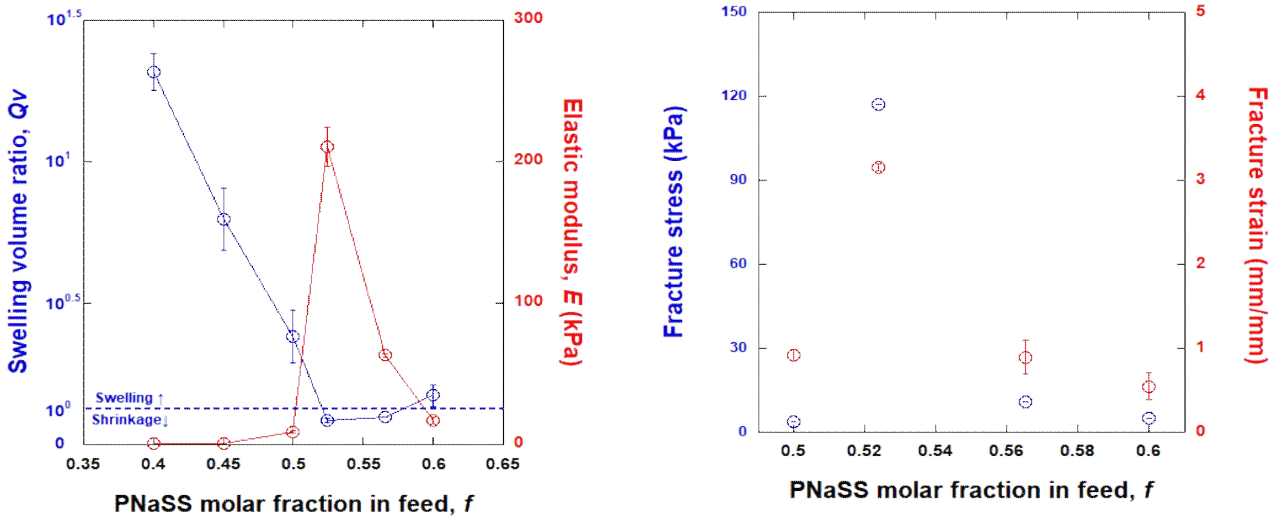 10^1.5
10^1
10^0.5
10^0
0
Swelling volume ratio, Qv
Swelling ↑
Shrinkage↓
300
200
100
0
Elastic modulus, E (kPa)
0.35 0.4 0.45 0.5 0.55 0.6 0.65
PNaSS molar fraction in feed, f
150
120
90
60
30
0
Fracture stress (kPa)
5
4
3
2
1
0
Fracture strain (mm/mm)
0.5 0.52 0.54 0.56 0.58 0.6
PNaSS molar fraction in feed, f